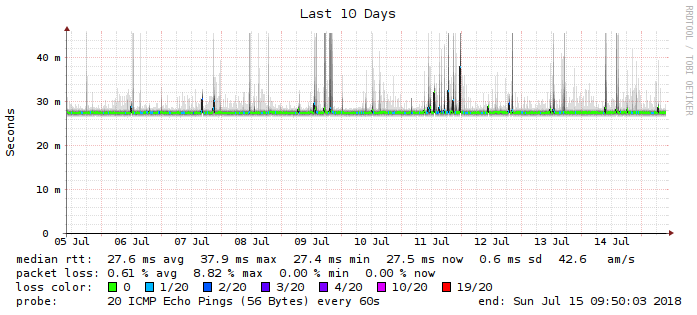 Last 10 Days
RRDTOOL / TOBI OETIKER
Seconds
40 m
30 m
20 m
10 m
0
05 Jul 06 Jul 07 Jul 08 Jul 09 Jul 10 Jul 11 Jul 12 Jul 13 Jul 14 Jul
median rtt: 27.6 ms avg 37.9 ms max 27.4 ms min 27.5 ms now 0.6 ms sd 42.6 am/s
packet loss: 0.61 % avg 8.82 % max 0.00 % min 0.00 % now
loss color: 0 1/20 2/20 3/20 4/20 10/20 19/20
probe: 20 ICMP Echo Pings (56 Bytes) every 60s end: Sun Jul 15 09:50:03 2018